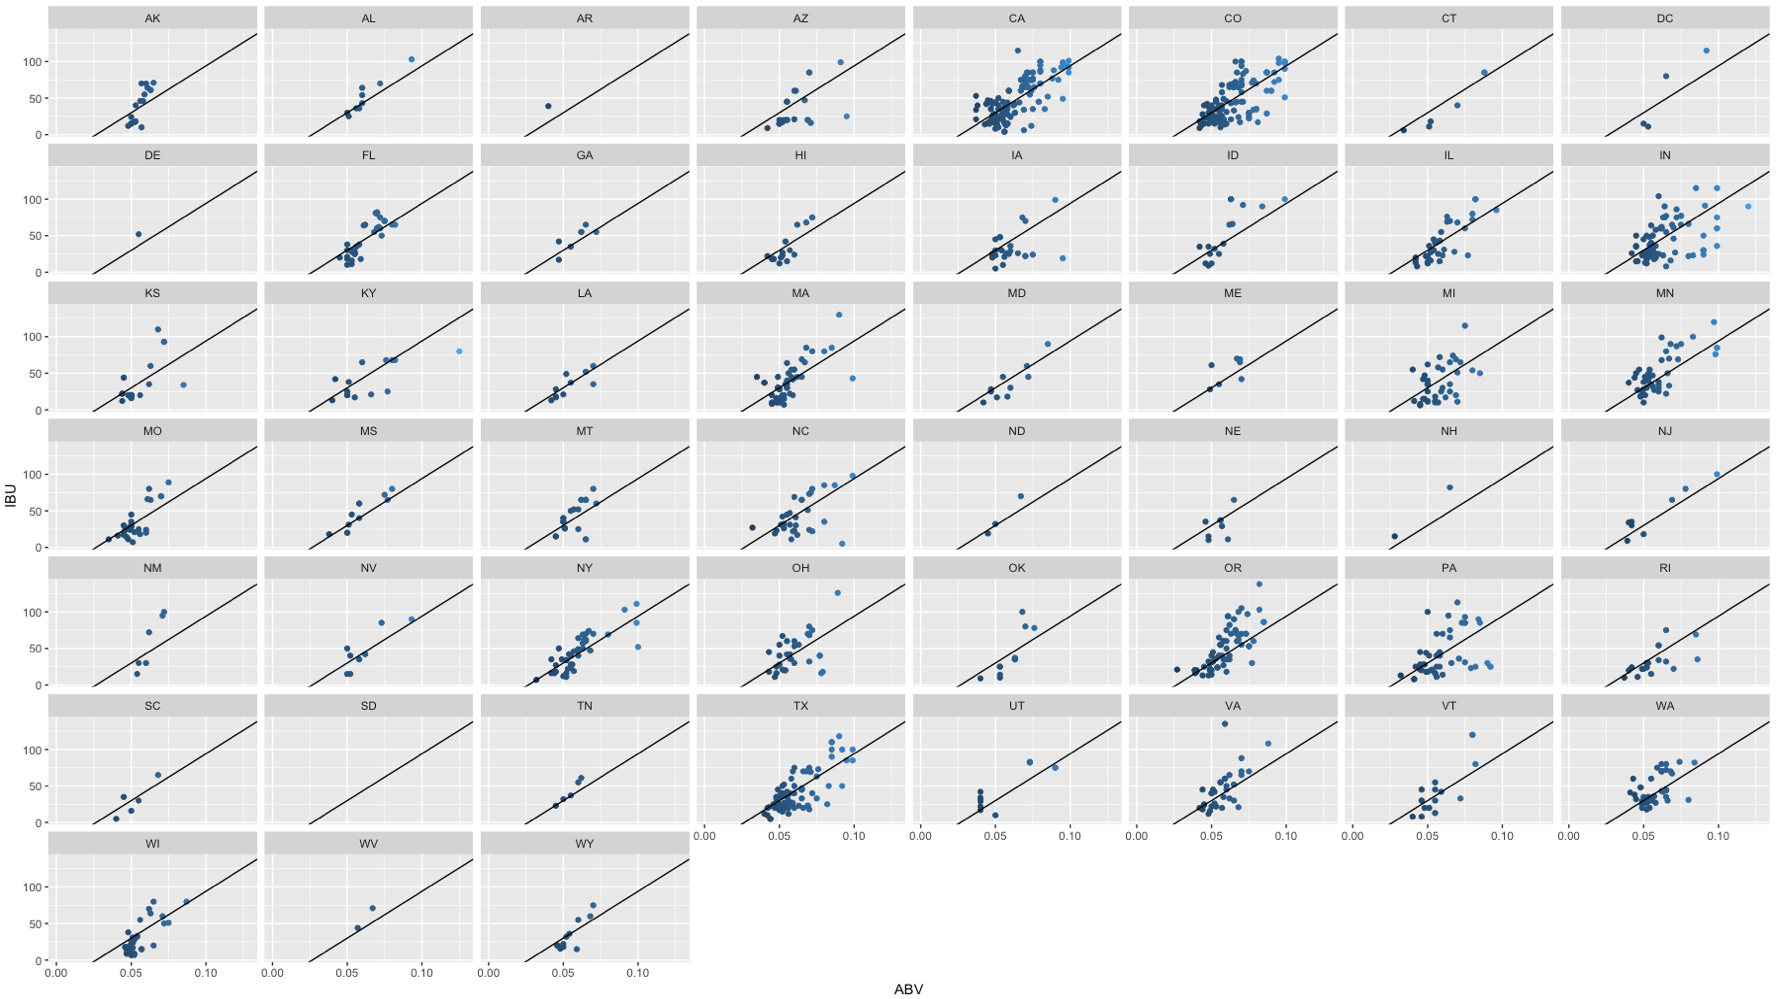 AK AL AR AZ CA CO CT DC
100
50
0
DE FL GA HI IA ID IL IN
100
50
0
KS KY LA MA MD ME MI MN
100
50
0
MO MS MT NC ND NE NH NJ
100
50
0
IBU
NM NV NY OH OK OR PA RI
100
50
0
SC SD TN TX UT VA VT WA
100
50
0
0.00 0.05 0.10 0.00 0.05 0.10 0.00 0.05 0.10 0.00 0.05 0.10 0.00 0.05 0.10
WI WV WY
100
50
0
0.00 0.05 0.10 0.00 0.05 0.10 0.00 0.05 0.10
ABV